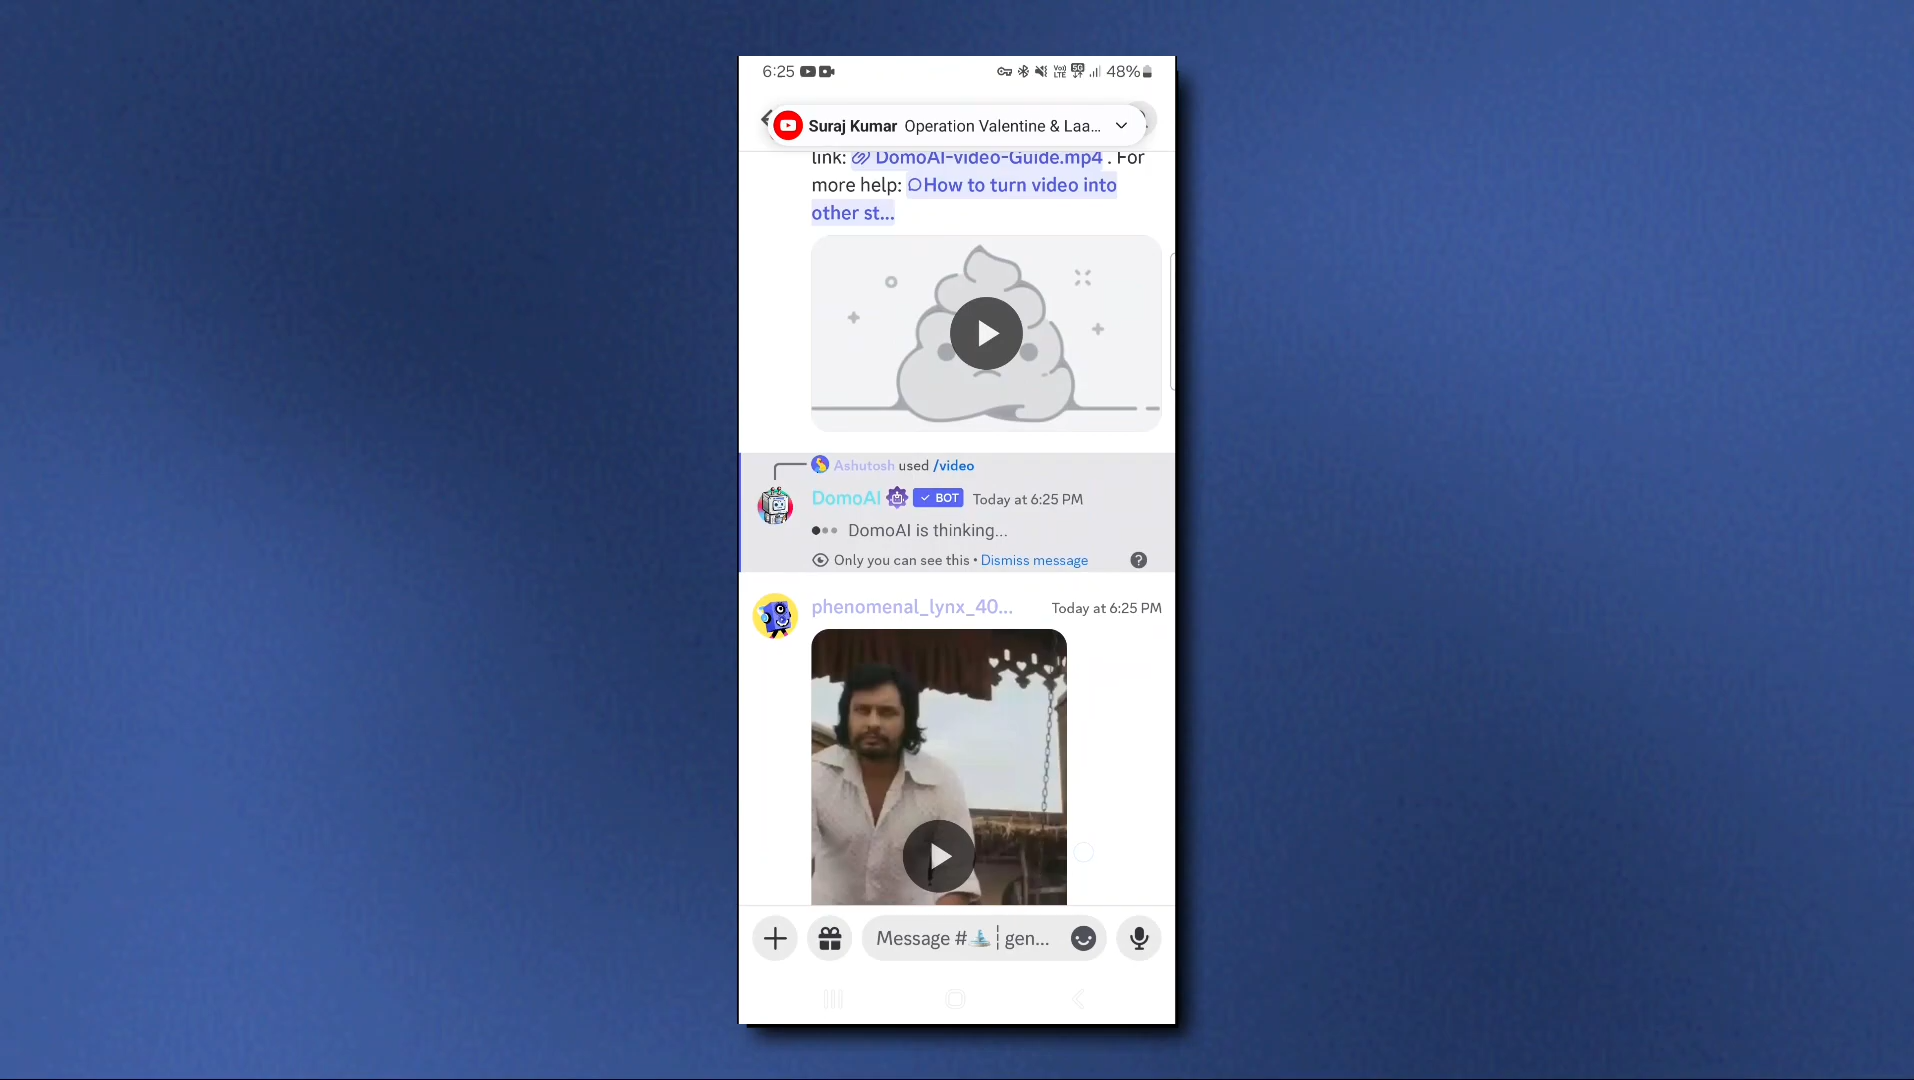 6:25 48%
Suraj Kumar Operation Valentine & Laa...
link: DomoAI-video-Guide.mp4 . For
more help: How to turn video into
other st...
Ashutosh used /video
DomoAI BOT Today at 6:25 PM
DomoAI is thinking...
Only you can see this • Dismiss message ?
phenomenal_lynx_40... Today at 6:25 PM
Message # gen...